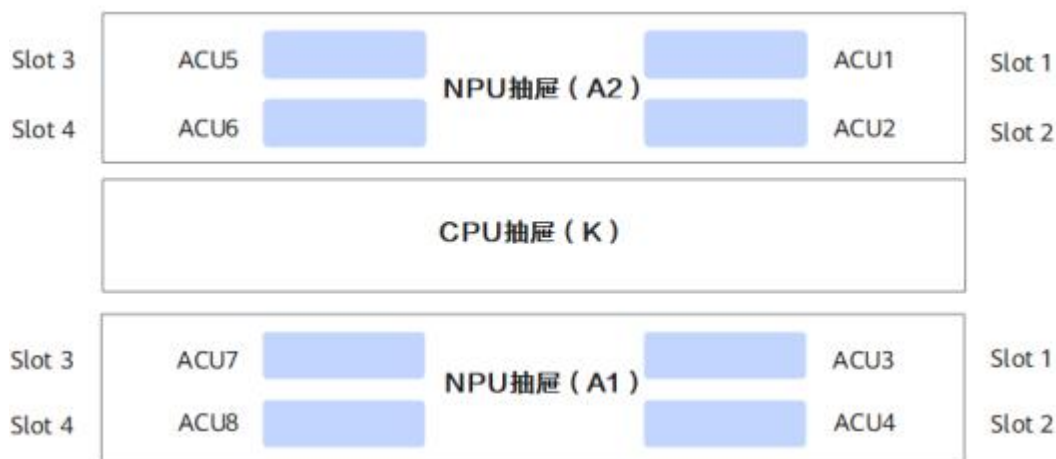 Slot 3 ACU5 ACU1 Slot 1
NPU抽屉（A2）
Slot 4 ACU6 ACU2 Slot 2
CPU抽屉（K）
Slot 3 ACU7 ACU3 Slot 1
NPU抽屉（A1）
Slot 4 ACU8 ACU4 Slot 2